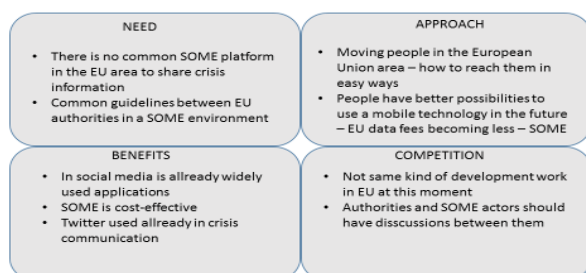 NEED
• There is no common SOME platform
in the EU area to share crisis
information
• Common guidelines between EU
authorities in a SOME environment
APPROACH
• Moving people in the European
Union area – how to reach them in
easy ways
• People have better possibilities to
use a mobile technology in the future
– EU data fees becoming less – SOME
BENEFITS
• In social media is allready widely
used applications
• SOME is cost-effective
• Twitter used allready in crisis
communication
COMPETITION
• Not same kind of development work
in EU at this moment
• Authorities and SOME actors should
have disscussions between them